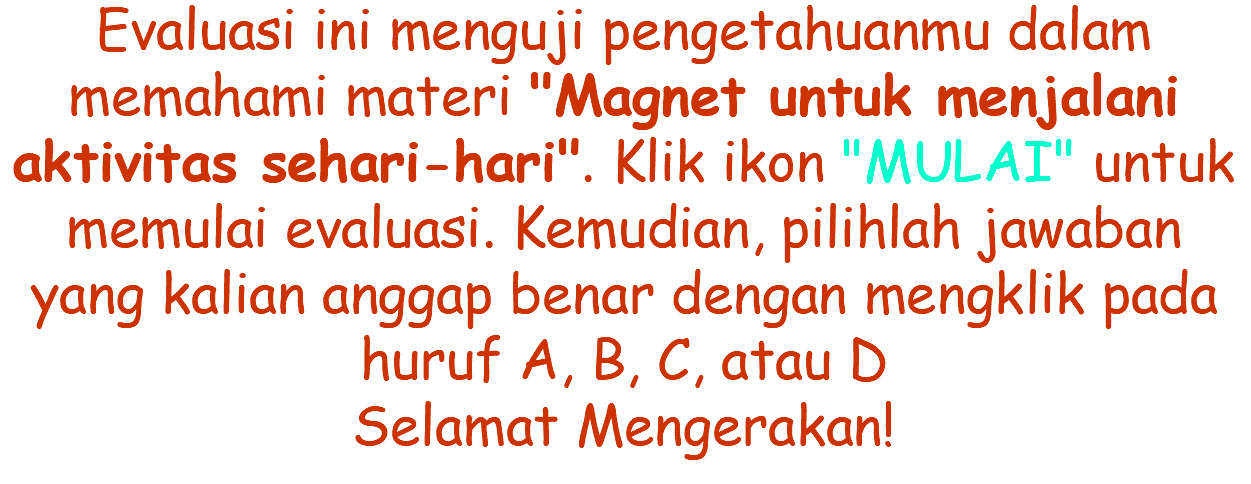 Evaluasi ini menguji pengetahuanmu dalam
memahami materi "Magnet untuk menjalani
aktivitas sehari-hari". Klik ikon "MULAI" untuk
memulai evaluasi. Kemudian, pilihlah jawaban
yang kalian anggap benar dengan mengklik pada
huruf A, B, C, atau D
Selamat Mengerakan!